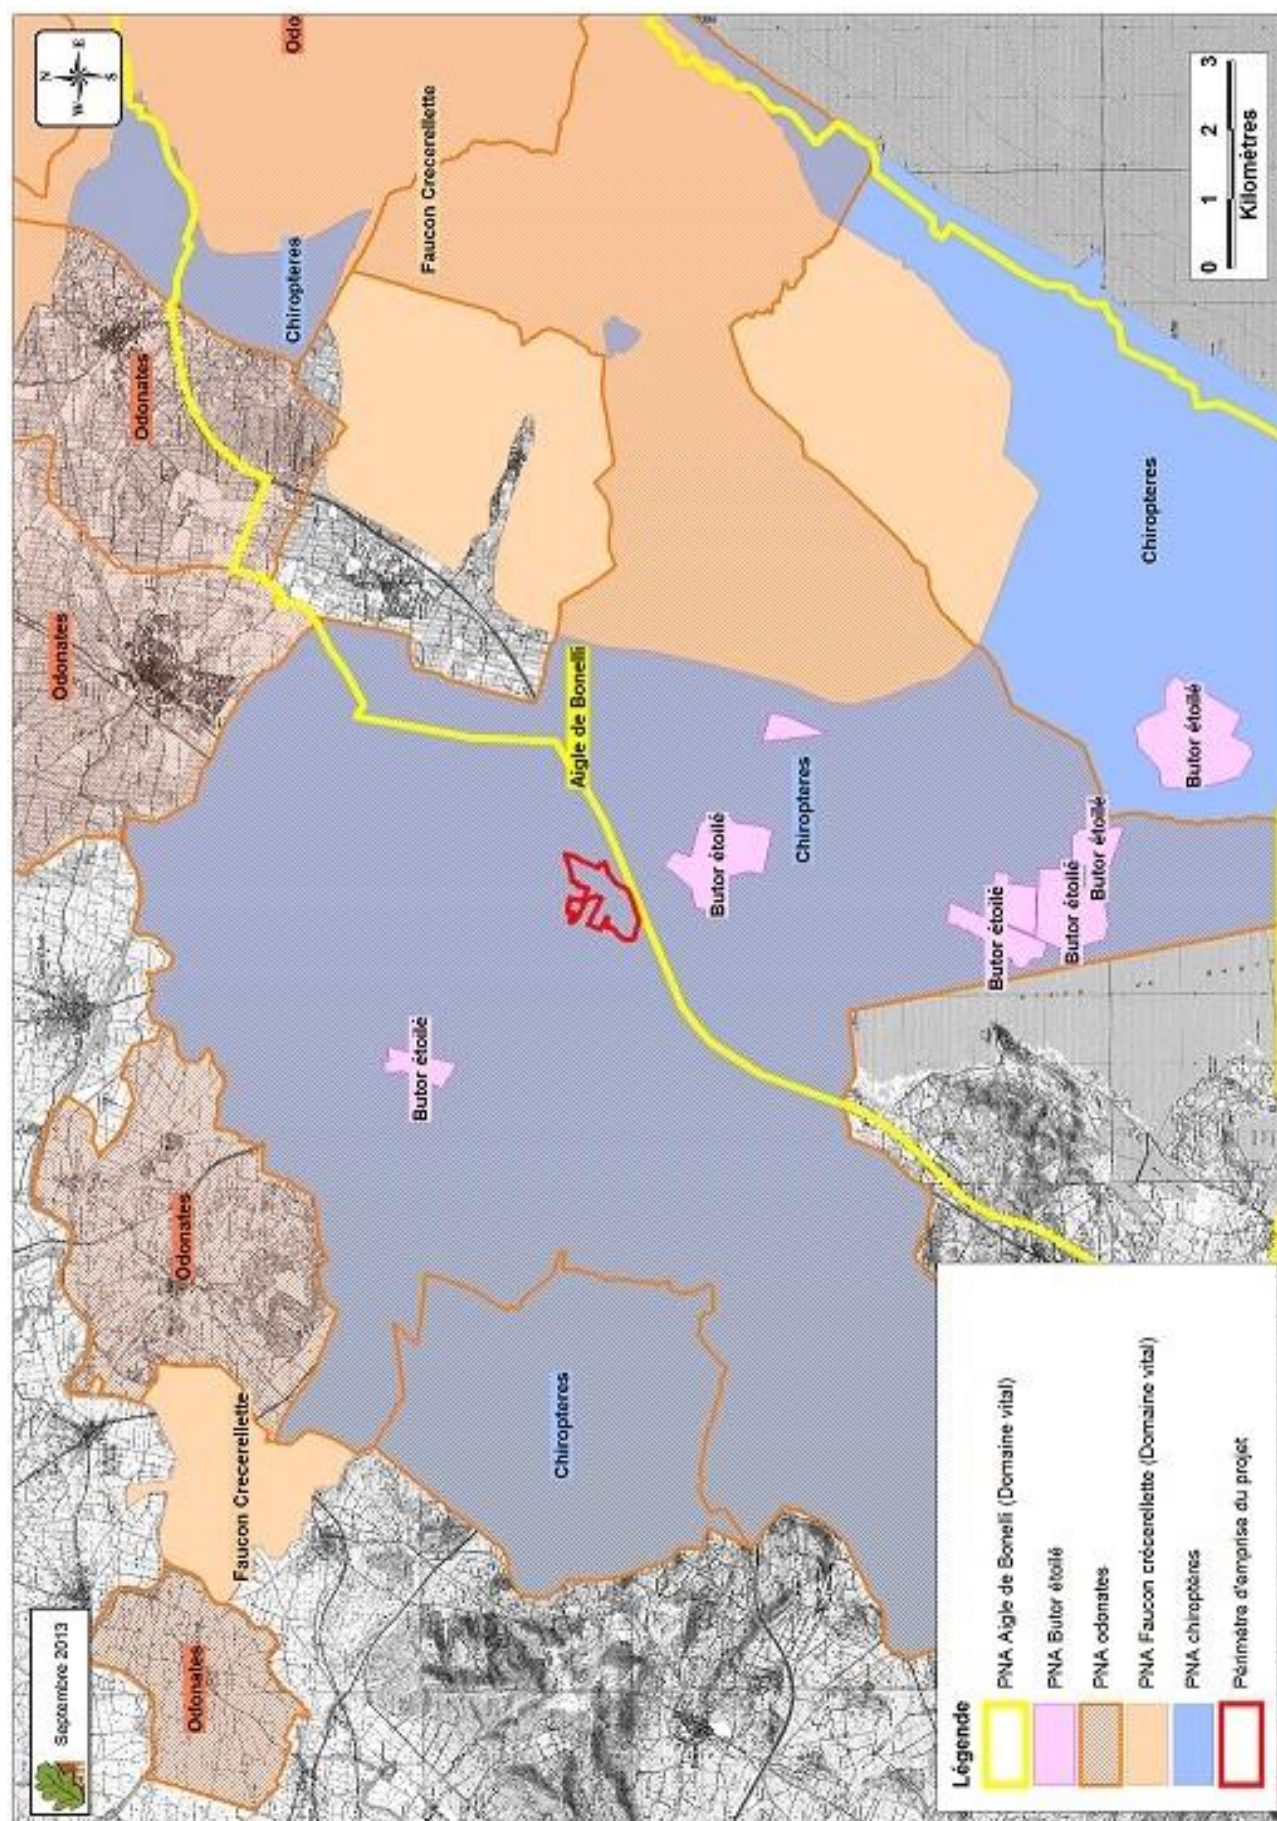 Septembre 2013
N
E
S
W
Odonates
Odonates
Odonates
Odonates
Odo
Faucon Crecerellette
Faucon Crecerellette
Chiropteres
Chiropteres
Chiropteres
Chiropteres
Aigle de Bonelli
Butor étoilé
Butor étoilé
Butor étoilé
Butor étoilé
Butor étoilé
Butor étoilé
Légende
PNA Aigle de Bonelli (Domaine vital)
PNA Butor étoilé
PNA odonates
PNA Faucon crécerellette (Domaine vital)
PNA chiroptères
Périmètre d'emprise du projet
0 1 2 3
Kilomètres